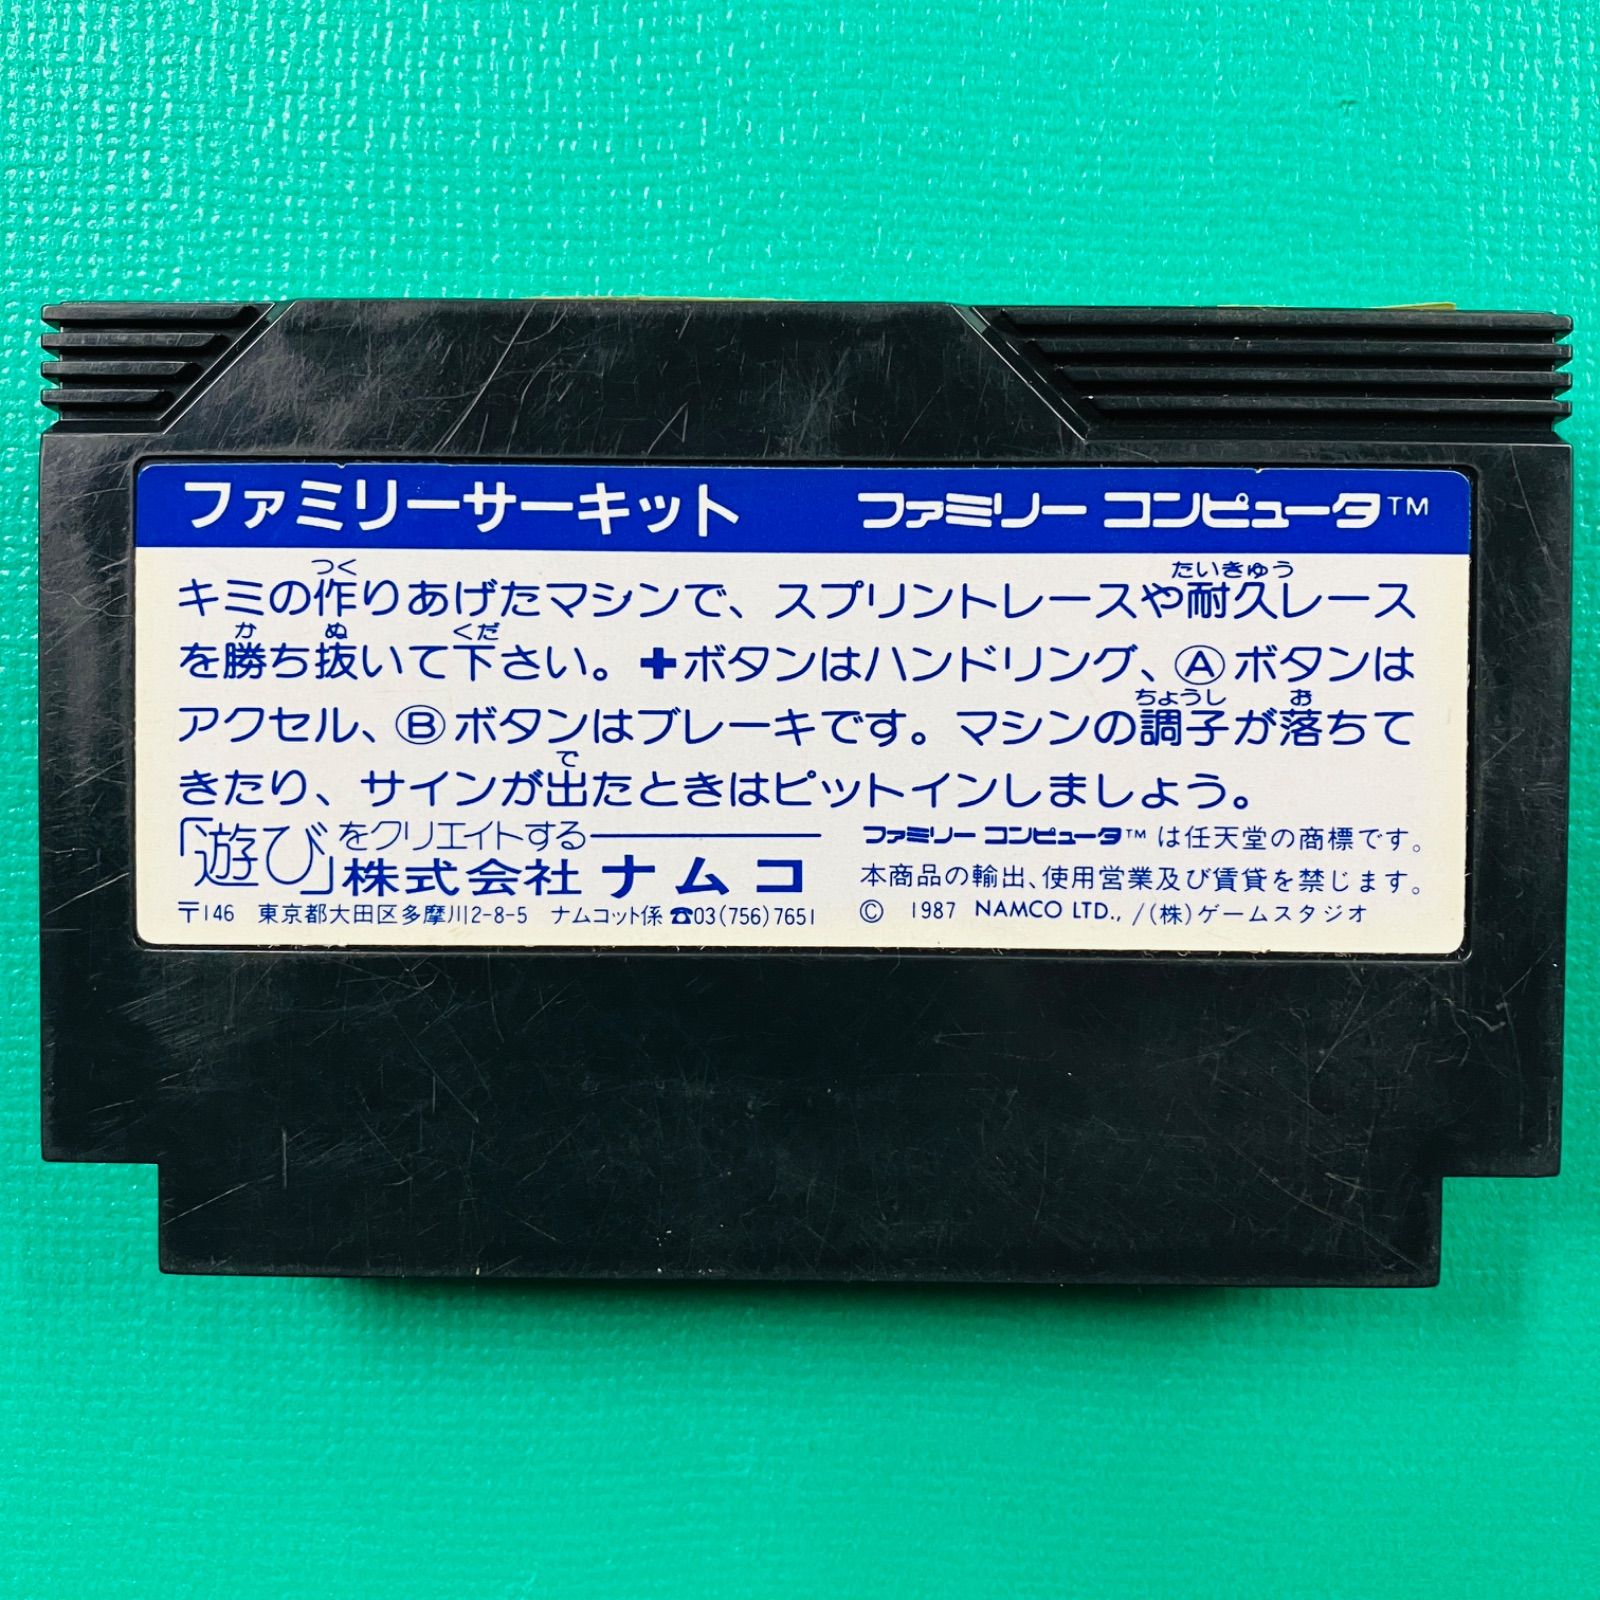 ファミリーサーキット ファミリー コンピュータ™
キミの作りあげたマシンで、スプリントレースや耐久レース
を勝ち抜いて下さい。✚ボタンはハンドリング、Ⓐボタンは
アクセル、Ⓑボタンはブレーキです。マシンの調子が落ちて
きたり、サインが出たときはピットインしましょう。
「遊び」をクリエイトする
株式会社ナムコ
〒146 東京都大田区多摩川2-8-5 ナムコット係 ☎03(756)7651
ファミリー コンピュータ™は任天堂の商標です。
本商品の輸出、使用営業及び賃貸を禁じます。
© 1987 NAMCO LTD., /(株)ゲームスタジオ